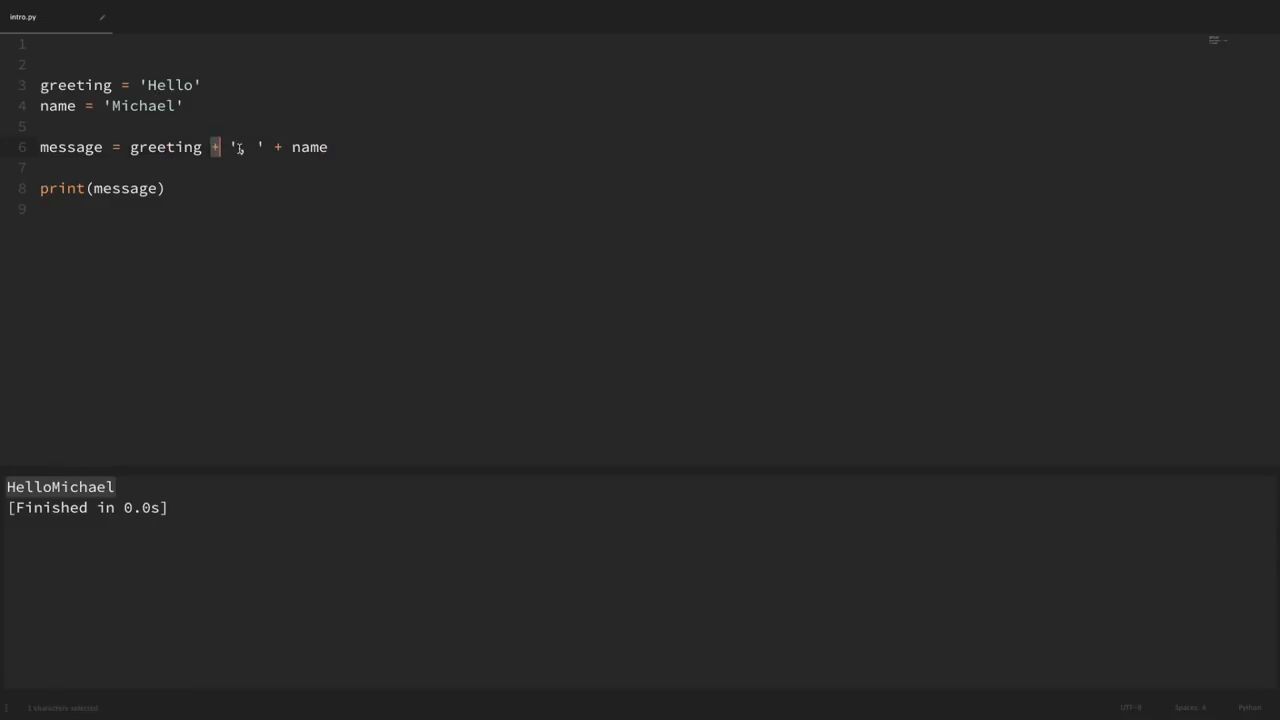 intro.py
1
2
3 greeting = 'Hello'
4 name = 'Michael'
5
6 message = greeting + ', ' + name
7
8 print(message)
9
HelloMichael
[Finished in 0.0s]
1 characters selected
UTF-8 Spaces: 4 Python